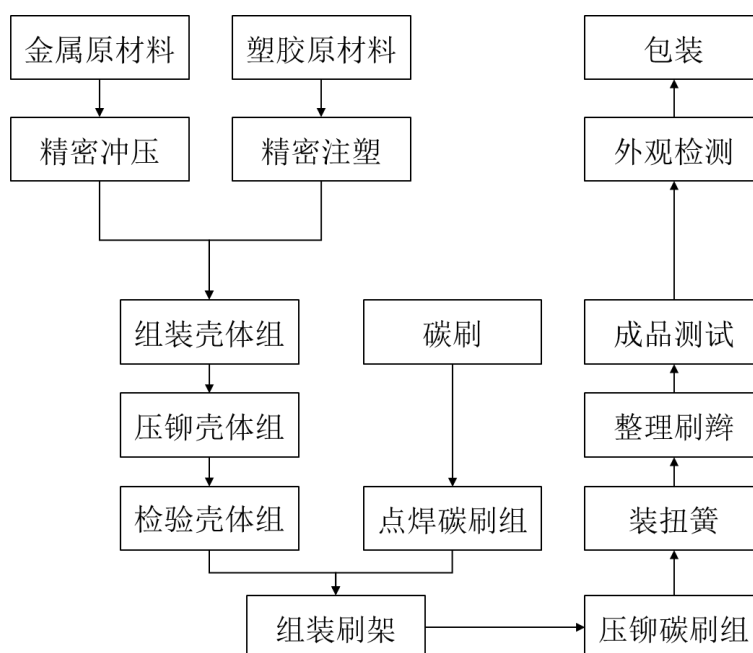 金属原材料
塑胶原材料
包装
精密冲压
精密注塑
外观检测
组装壳体组
碳刷
成品测试
压铆壳体组
整理刷辫
检验壳体组
点焊碳刷组
装扭簧
组装刷架
压铆碳刷组